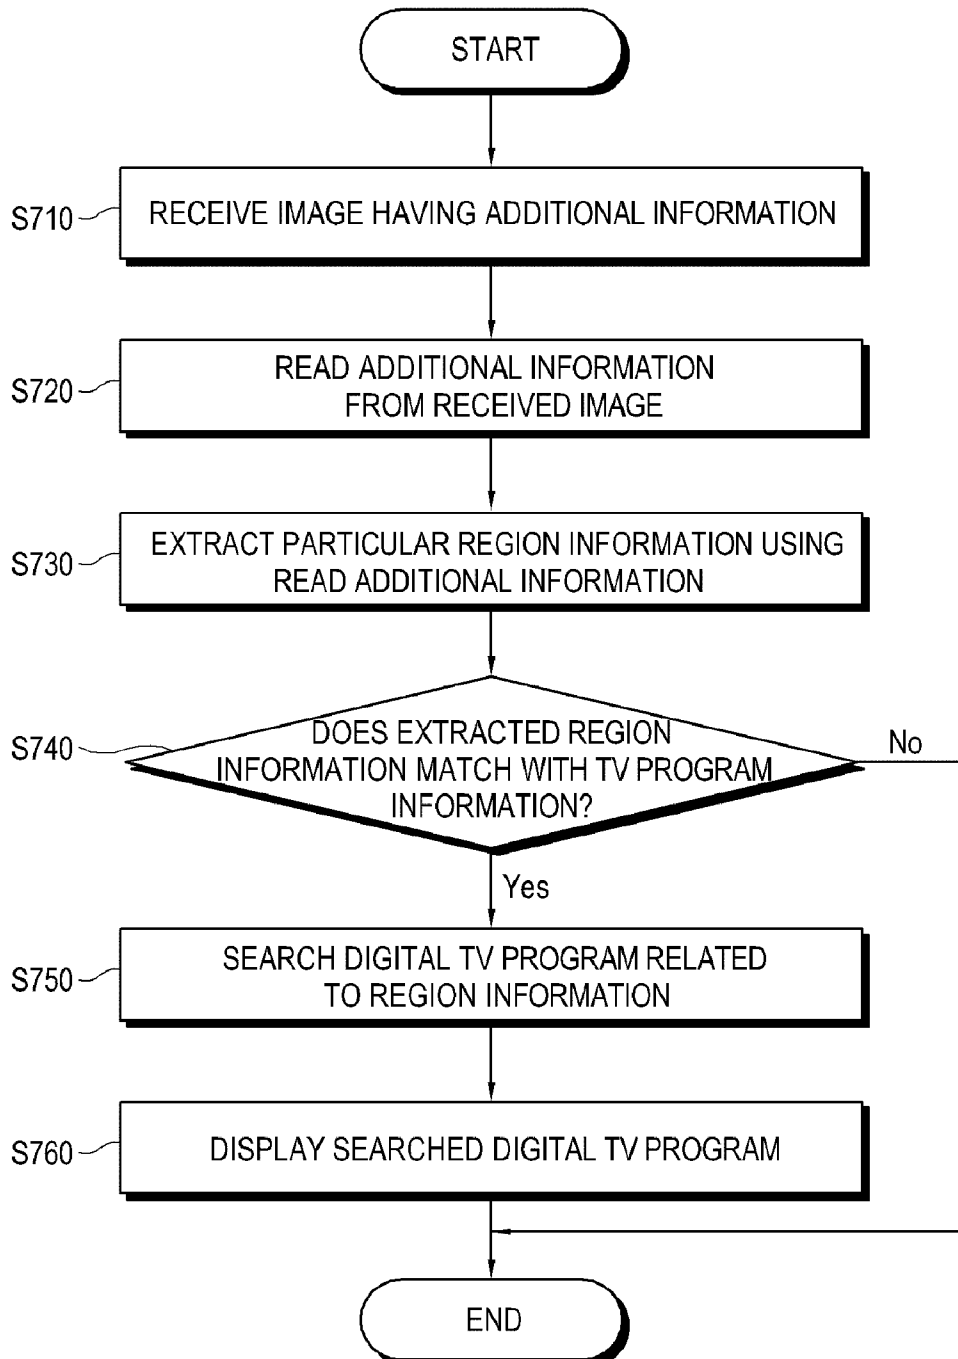 START
S710
RECEIVE IMAGE HAVING ADDITIONAL INFORMATION
S720
READ ADDITIONAL INFORMATION
FROM RECEIVED IMAGE
S730
EXTRACT PARTICULAR REGION INFORMATION USING
READ ADDITIONAL INFORMATION
S740
DOES EXTRACTED REGION
INFORMATION MATCH WITH TV PROGRAM
INFORMATION?
No
Yes
S750
SEARCH DIGITAL TV PROGRAM RELATED
TO REGION INFORMATION
S760
DISPLAY SEARCHED DIGITAL TV PROGRAM
END